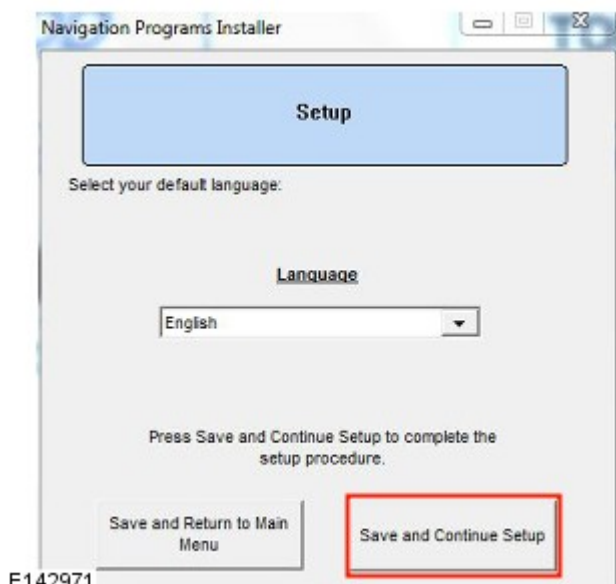 Navigation Programs Installer
Setup
Select your default language:
Language
English
Press Save and Continue Setup to complete the
setup procedure.
Save and Return to Main
Menu
Save and Continue Setup
E142971